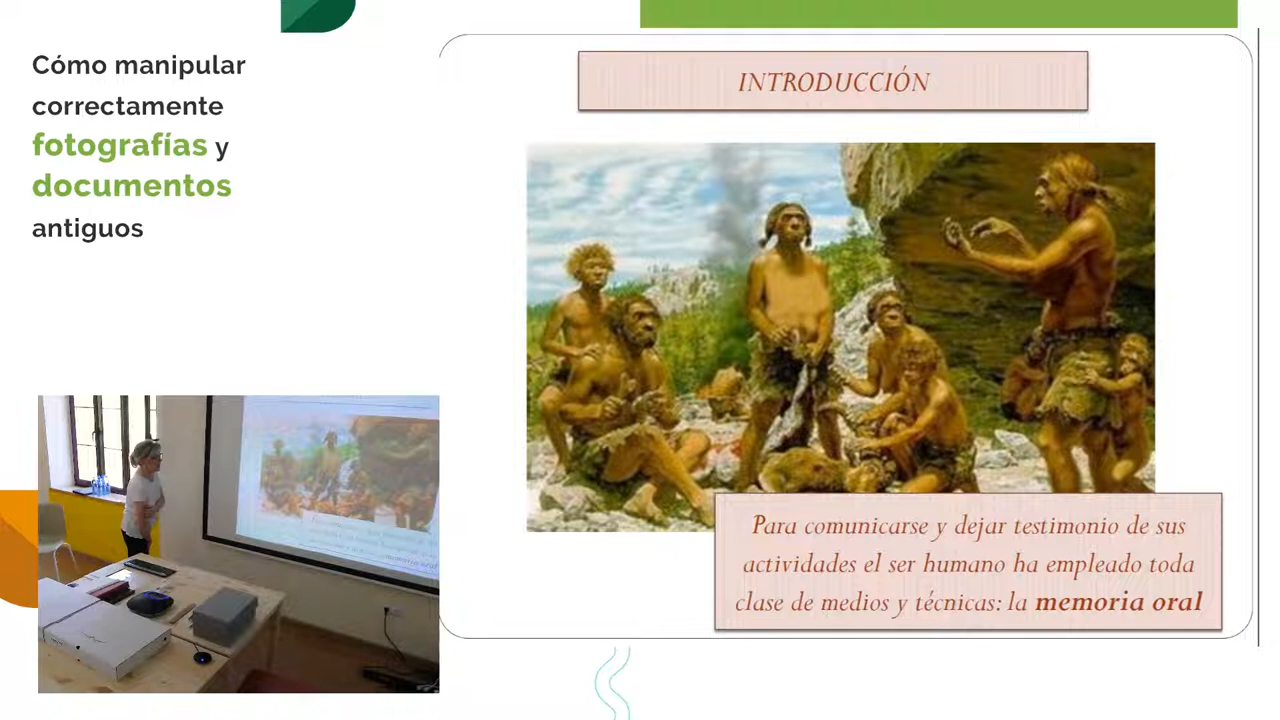 Cómo manipular
correctamente
fotografías y
documentos
antiguos
INTRODUCCIÓN
Para comunicarse y dejar testimonio de sus
actividades el ser humano ha empleado toda
clase de medios y técnicas: la memoria oral